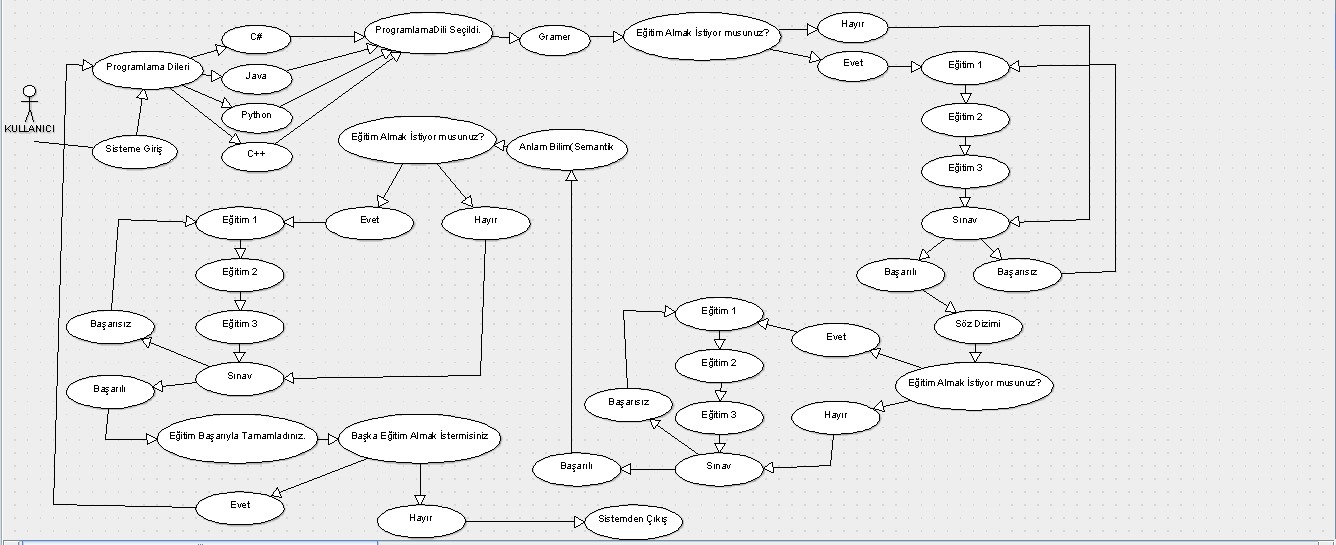 KULLANICI
Sisteme Giriş
Programlama Dileri
C#
Java
Python
C++
ProgramlamaDili Seçildi.
Gramer
Eğitim Almak İstiyor musunuz?
Hayır
Evet
Eğitim 1
Eğitim 2
Eğitim 3
Sınav
Başarılı
Başarısız
Söz Dizimi
Eğitim Almak İstiyor musunuz?
Evet
Hayır
Eğitim 1
Eğitim 2
Eğitim 3
Sınav
Başarısız
Başarılı
Anlam Bilim(Semantik
Eğitim Almak İstiyor musunuz?
Evet
Hayır
Eğitim 1
Eğitim 2
Eğitim 3
Sınav
Başarısız
Başarılı
Eğitim Başarıyla Tamamladınız.
Başka Eğitim Almak İstermisiniz
Evet
Hayır
Sistemden Çıkış